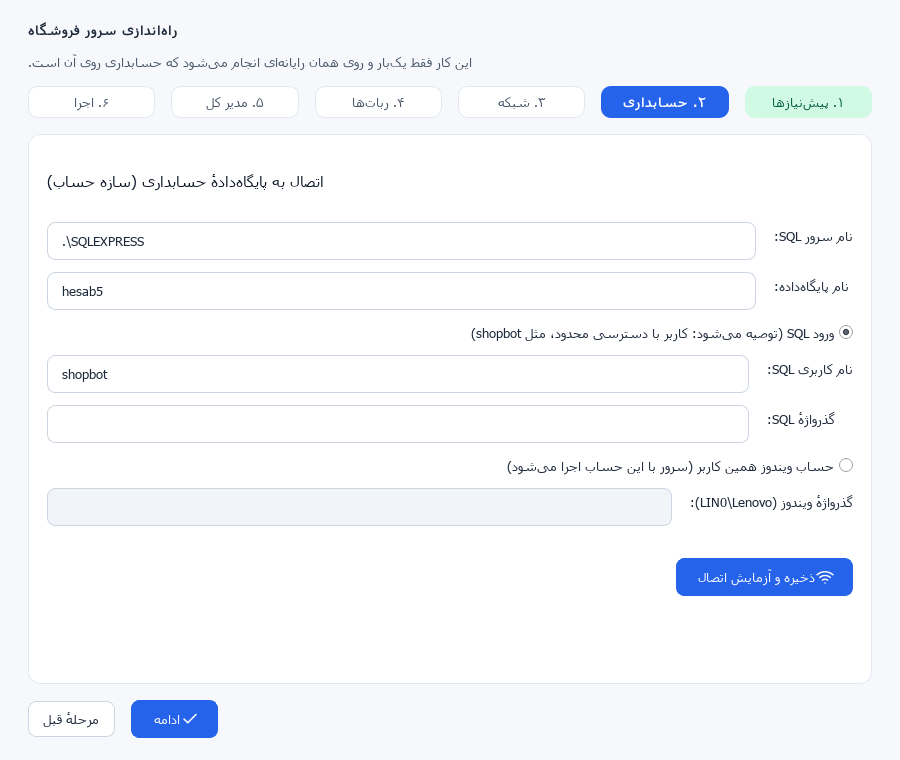 راه‌اندازی سرور فروشگاه
این کار فقط یک‌بار و روی همان رایانه‌ای انجام می‌شود که حسابداری روی آن است.
۱. پیش‌نیازها
۲. حسابداری
۳. شبکه
۴. ربات‌ها
۵. مدیر کل
۶. اجرا
اتصال به پایگاه‌دادهٔ حسابداری (سازه حساب)
نام سرور SQL:
.\SQLEXPRESS
نام پایگاه‌داده:
hesab5
ورود SQL (توصیه می‌شود: کاربر با دسترسی محدود، مثل shopbot)
نام کاربری SQL:
shopbot
گذرواژهٔ SQL:
حساب ویندوز همین کاربر (سرور با این حساب اجرا می‌شود)
گذرواژهٔ ویندوز (LIN0\Lenovo):
ذخیره و آزمایش اتصال
ادامه
مرحلهٔ قبل